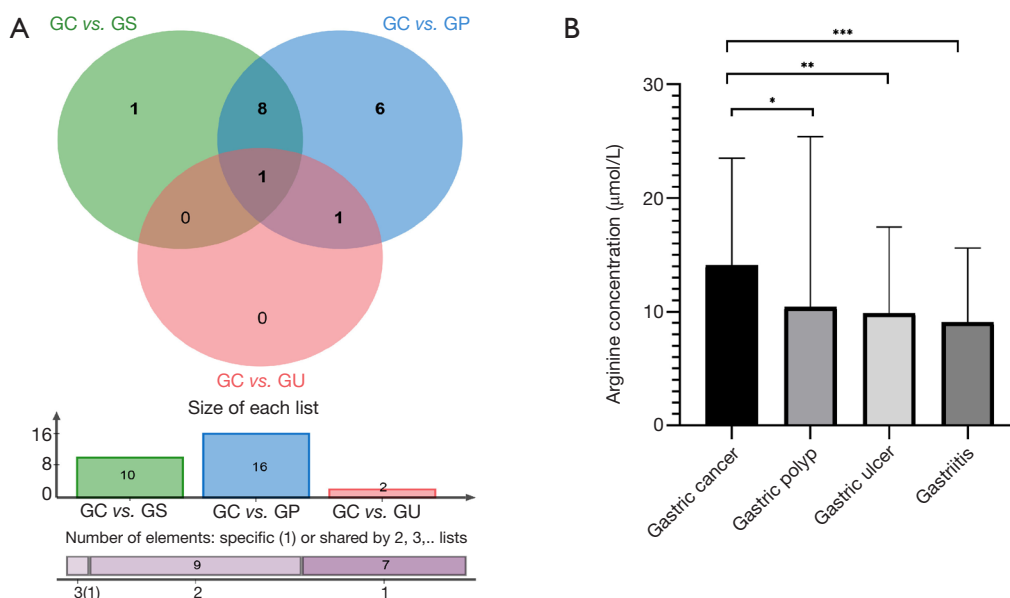 A
GC vs. GS
GC vs. GP
1
8
6
1
0
1
0
GC vs. GU
Size of each list
16
8
0
10
16
2
GC vs. GS
GC vs. GP
GC vs. GU
Number of elements: specific (1) or shared by 2, 3,.. lists
9
7
3(1)
2
1
B
***
**
*
Arginine concentration (μmol/L)
30
20
10
0
Gastric cancer
Gastric polyp
Gastric ulcer
Gastriitis